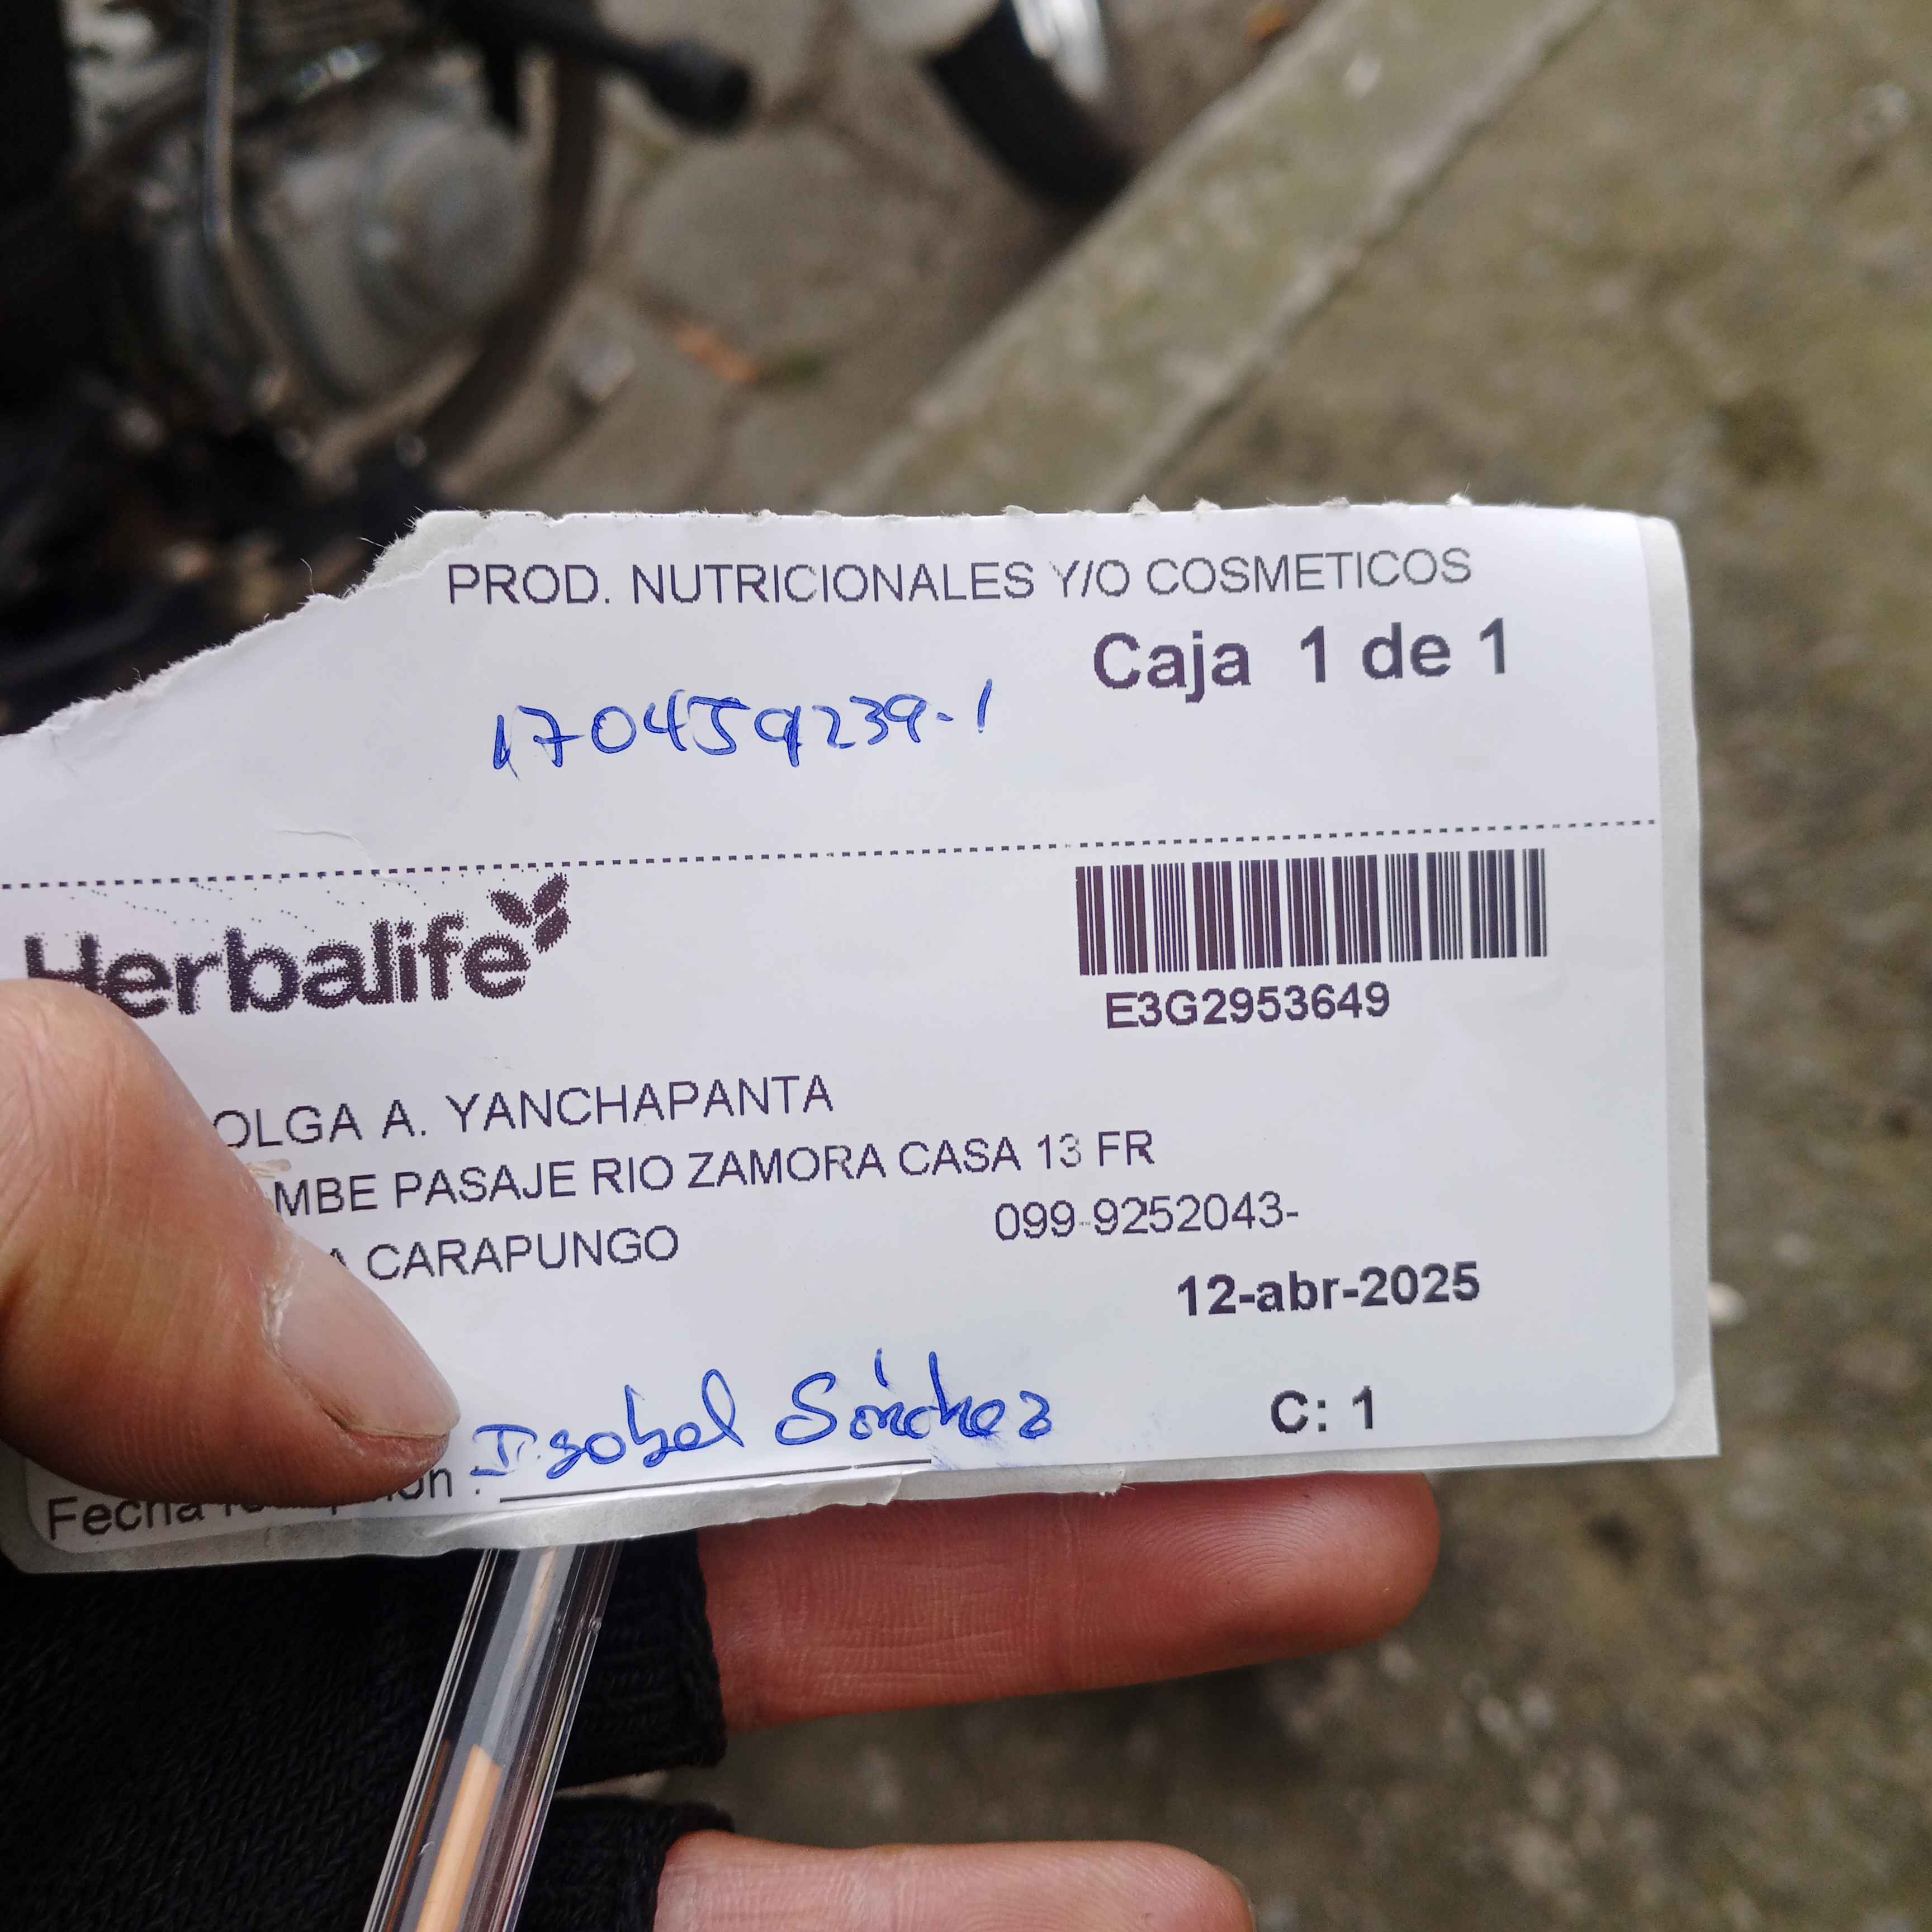 PROD. NUTRICIONALES Y/O COSMETICOS
Caja 1 de 1
170459239-1
Herbalife
E3G2953649
OLGA A. YANCHAPANTA
MBE PASAJE RIO ZAMORA CASA 13 FR
CARAPUNGO 099-9252043-
12-abr-2025
Isabel Sánchez
C: 1
Fecha